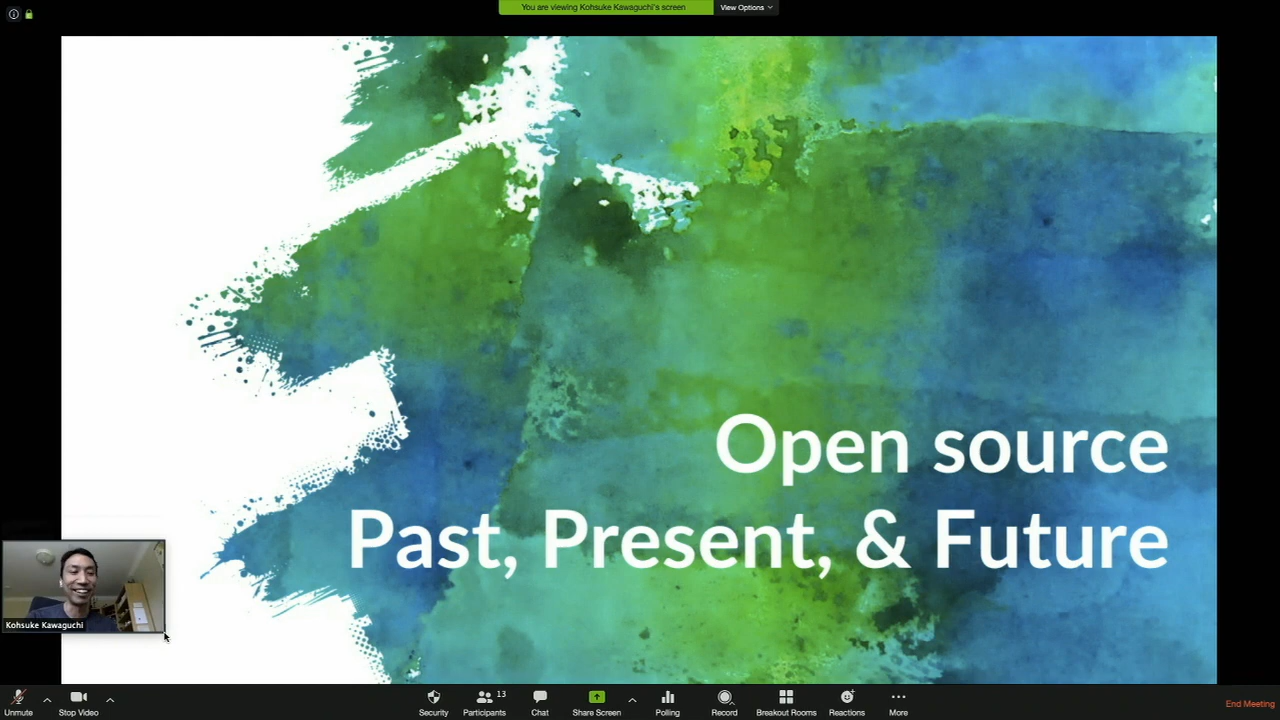 You are viewing Kohsuke Kawaguchi's screen
View Options
Open source
Past, Present, & Future
Kohsuke Kawaguchi
Unmute
Stop Video
Security
Participants
13
Chat
Share Screen
Polling
Record
Breakout Rooms
Reactions
More
End Meeting